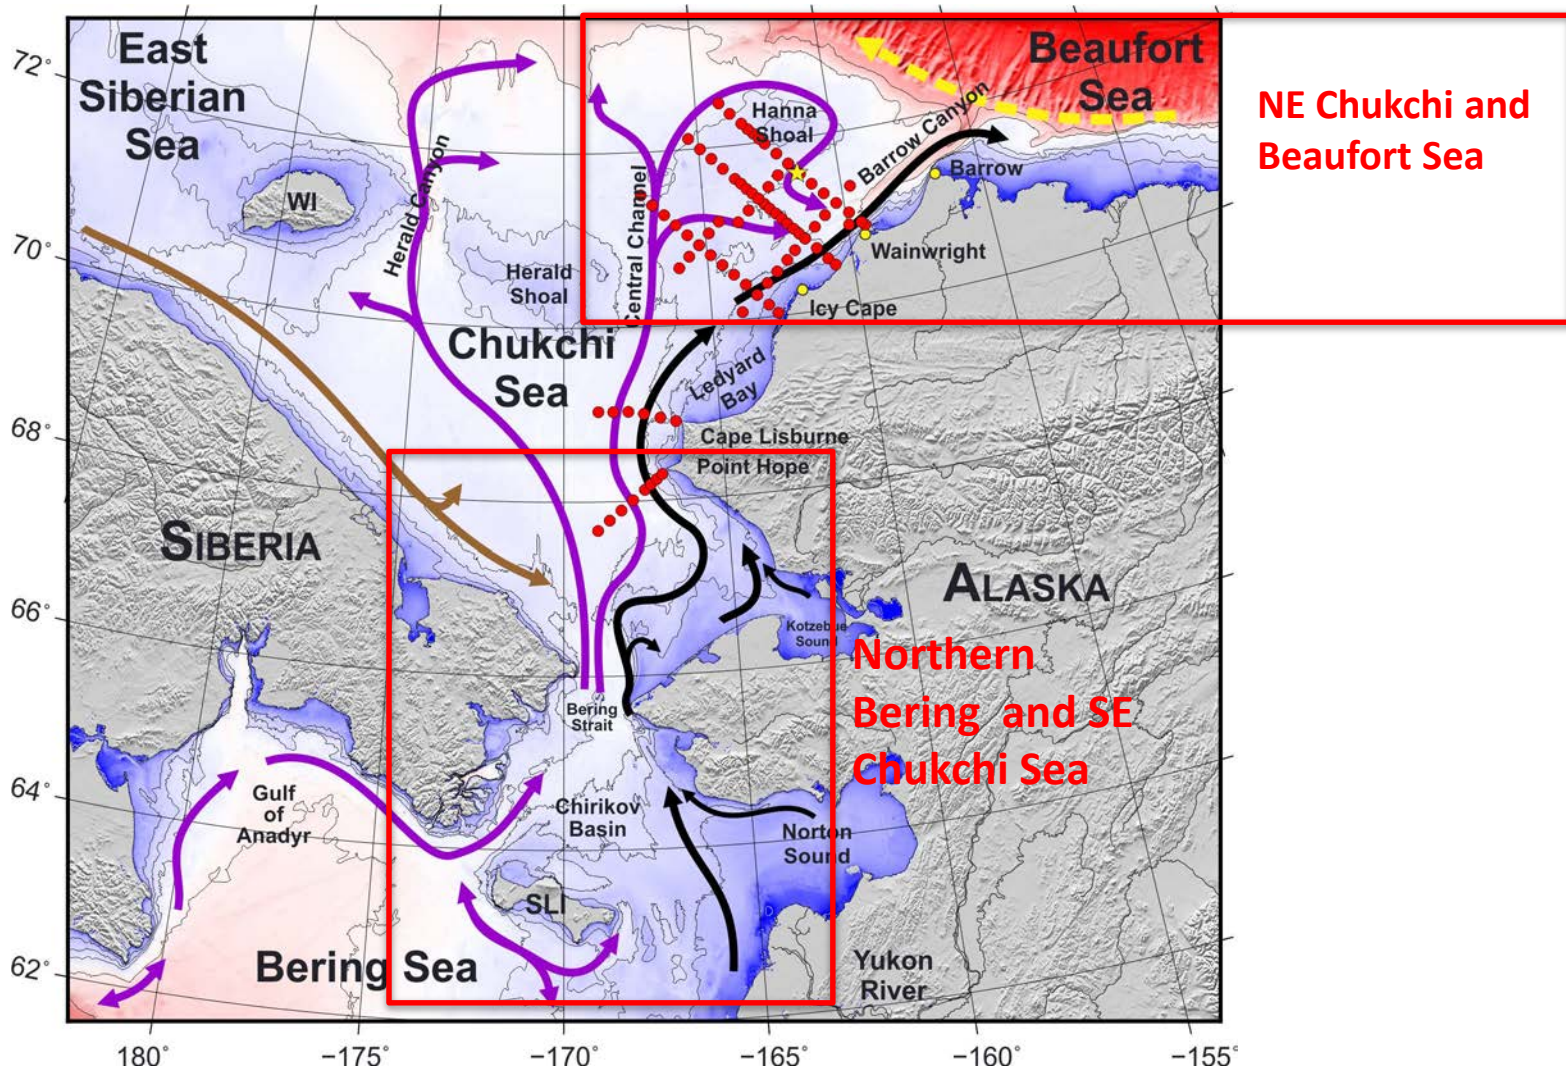 East
Siberian
Sea
Beaufort
Sea
NE Chukchi and
Beaufort Sea
Hanna
Shoal
Barrow Canyon
Barrow
WI
Herald Canyon
Central Channel
Wainwright
Herald
Shoal
Icy Cape
Chukchi
Sea
Ledyard
Bay
Cape Lisburne
Point Hope
SIBERIA
ALASKA
Kotzebue
Sound
Northern
Bering and SE
Chukchi Sea
Bering
Strait
Gulf
of
Anadyr
Chirikov
Basin
Norton
Sound
SLI
Bering Sea
Yukon
River
72°
70°
68°
66°
64°
62°
180°
−175°
−170°
−165°
−160°
−155°